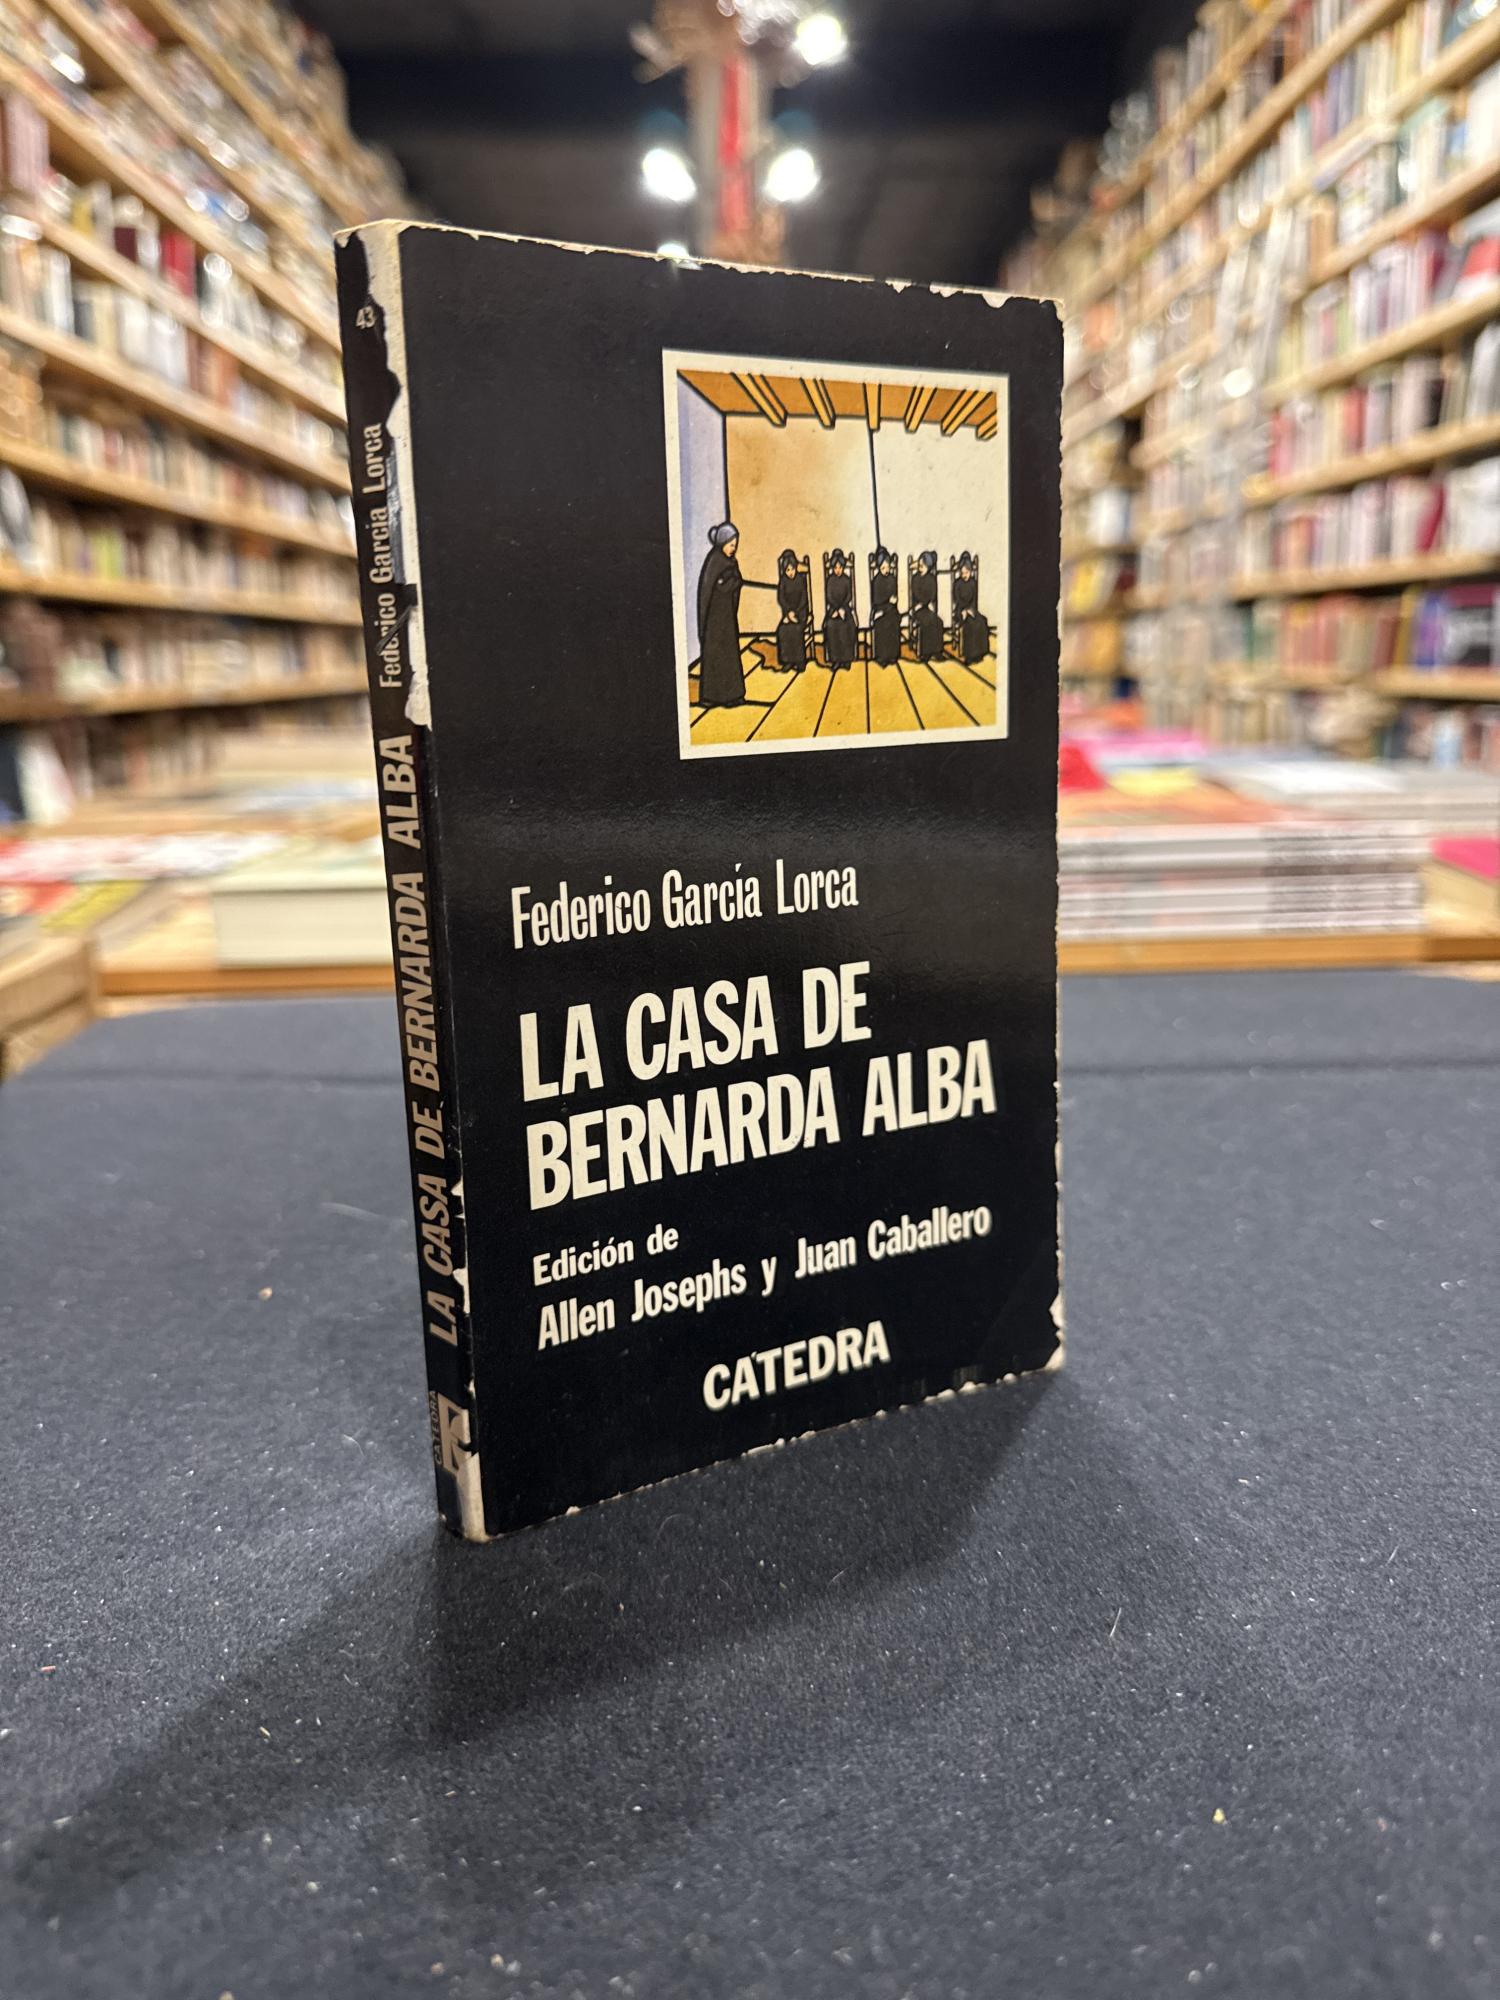 43
Federico García Lorca
LA CASA DE BERNARDA ALBA
CATEDRA
Federico García Lorca
LA CASA DE
BERNARDA ALBA
Edición de
Allen Josephs y Juan Caballero
CÁTEDRA